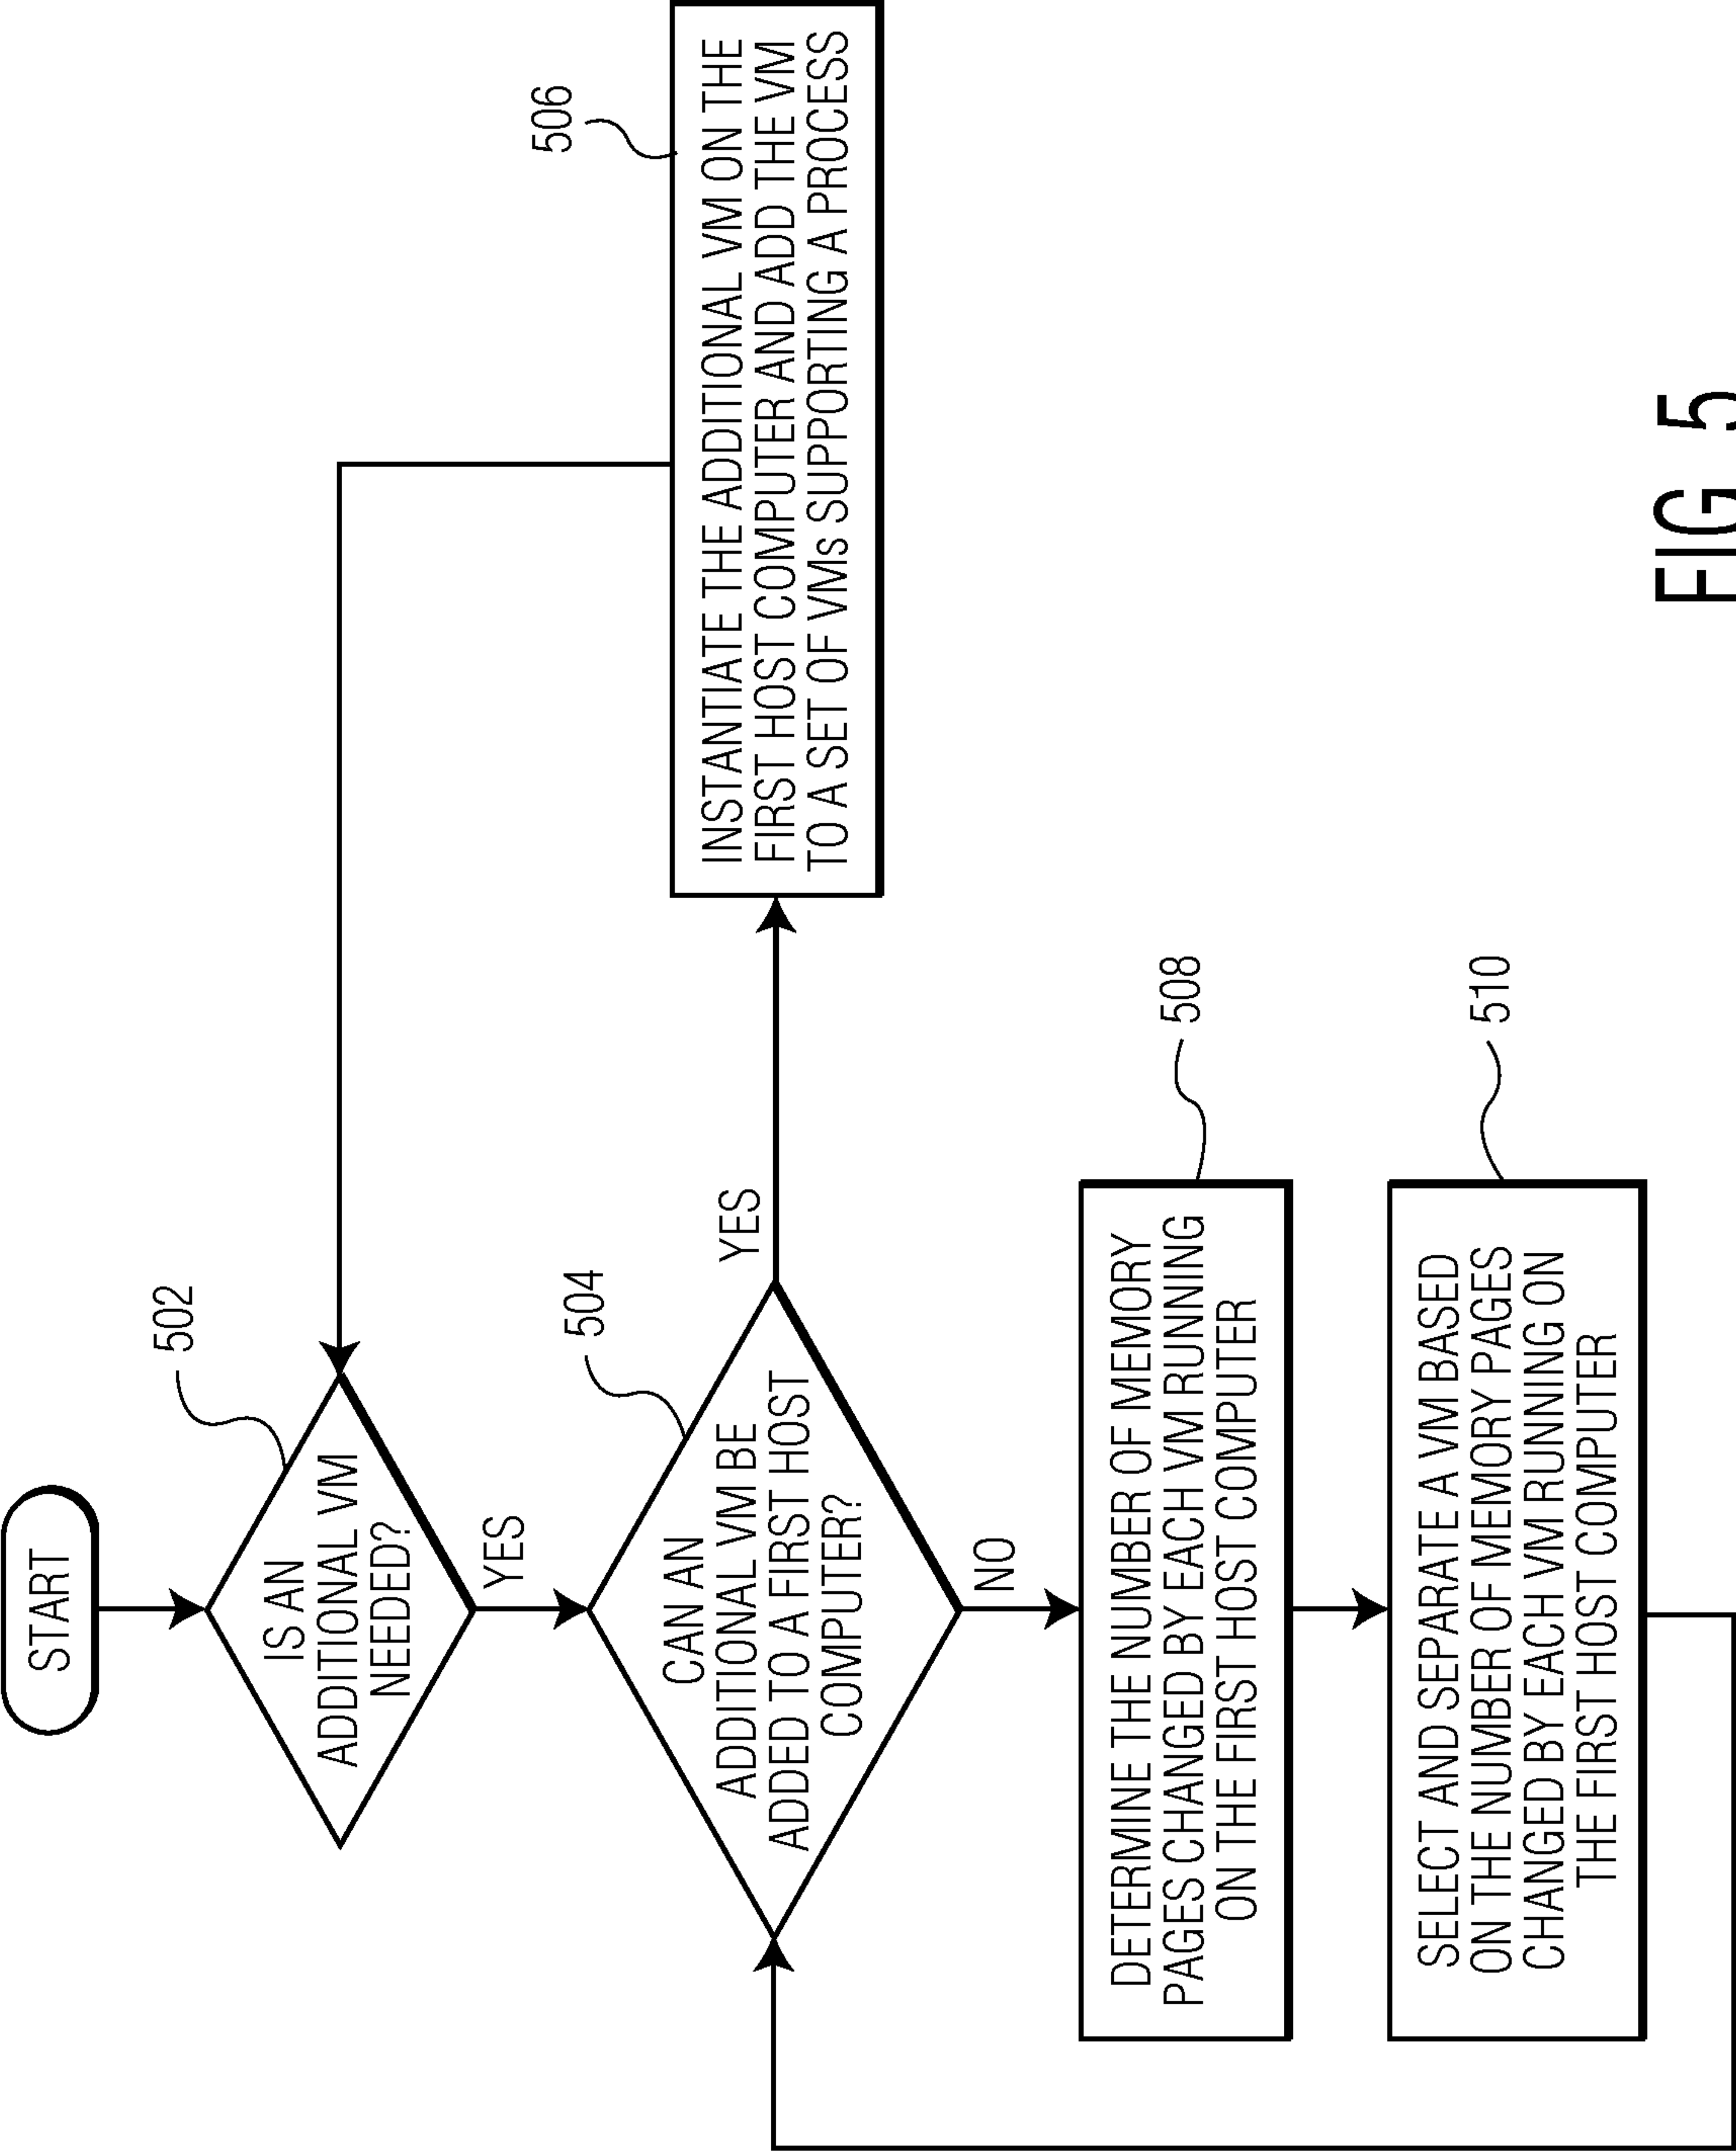 START
502
IS AN
ADDITIONAL VM
NEEDED?
YES
504
CAN AN
ADDITIONAL VM BE
ADDED TO A FIRST HOST
COMPUTER?
YES
506
INSTANTIATE THE ADDITIONAL VM ON THE
FIRST HOST COMPUTER AND ADD THE VM
TO A SET OF VMs SUPPORTING A PROCESS
NO
508
DETERMINE THE NUMBER OF MEMORY
PAGES CHANGED BY EACH VM RUNNING
ON THE FIRST HOST COMPUTER
510
SELECT AND SEPARATE A VM BASED
ON THE NUMBER OF MEMORY PAGES
CHANGED BY EACH VM RUNNING ON
THE FIRST HOST COMPUTER
FIG 5